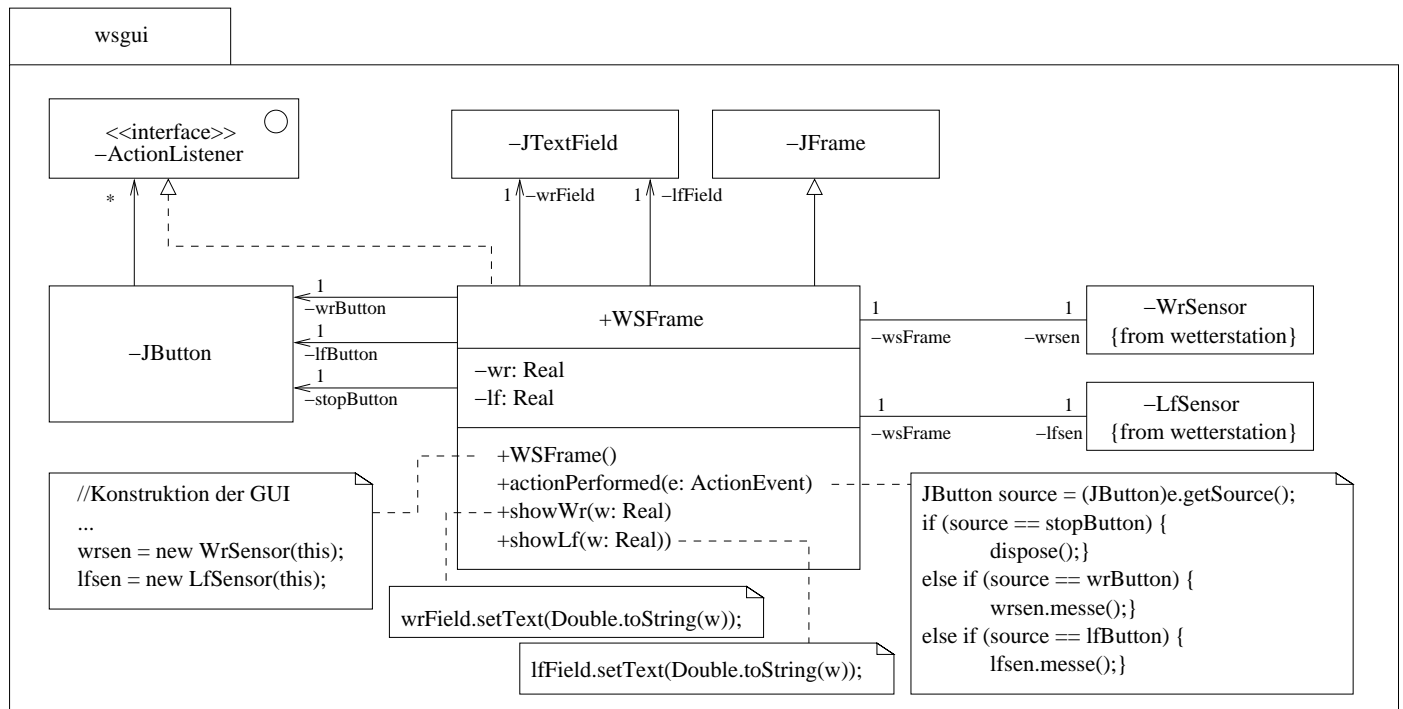 wsgui
<<interface>>
–ActionListener
–JTextField
–JFrame
*
1 –wrField
1 –lfField
–JButton
1
–wrButton
1
–lfButton
1
–stopButton
+WSFrame
–wr: Real
–lf: Real
+WSFrame()
+actionPerformed(e: ActionEvent)
+showWr(w: Real)
+showLf(w: Real))
1
–wsFrame
1
–wrsen
–WrSensor
{from wetterstation}
1
–wsFrame
1
–lfsen
–LfSensor
{from wetterstation}
//Konstruktion der GUI
...
wrsen = new WrSensor(this);
lfsen = new LfSensor(this);
wrField.setText(Double.toString(w));
lfField.setText(Double.toString(w));
JButton source = (JButton)e.getSource();
if (source == stopButton) {
dispose();}
else if (source == wrButton) {
wrsen.messe();}
else if (source == lfButton) {
lfsen.messe();}